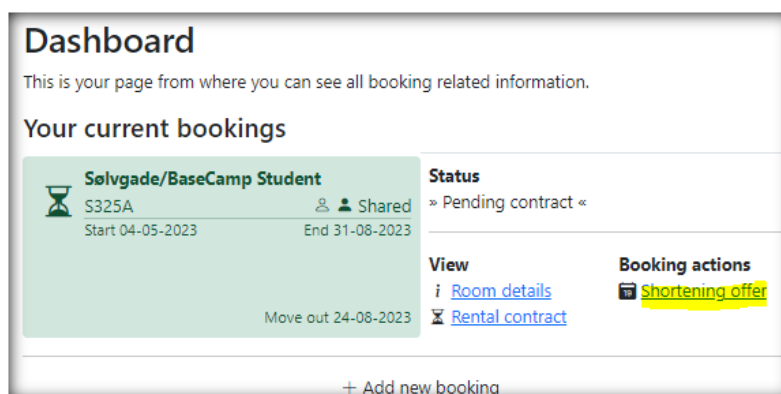 Dashboard
This is your page from where you can see all booking related information.
Your current bookings
Sølvgade/BaseCamp Student
S325A Shared
Start 04-05-2023 End 31-08-2023
Move out 24-08-2023
Status
» Pending contract «
View
i Room details
Rental contract
Booking actions
19 Shortening offer
+ Add new booking